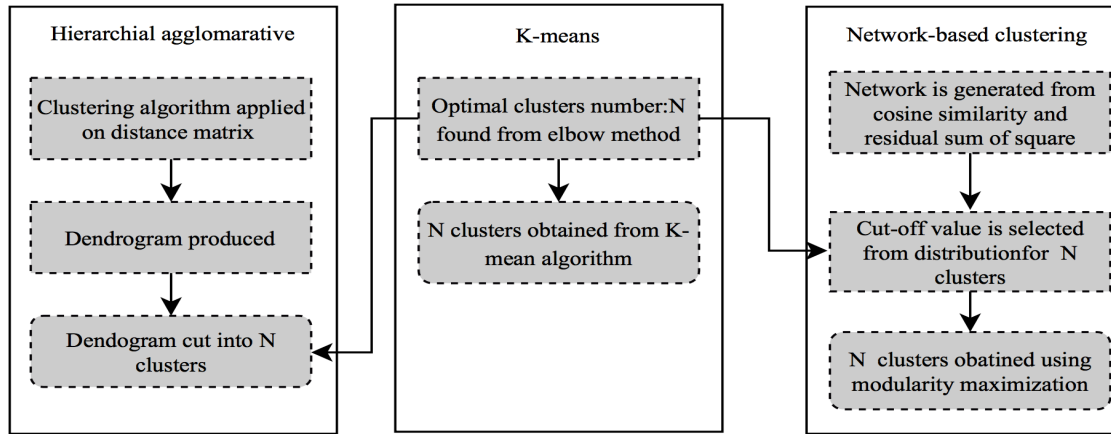 Hierarchial agglomarative
Clustering algorithm applied
on distance matrix
Dendrogram produced
Dendogram cut into N
clusters
K-means
Optimal clusters number:N
found from elbow method
N clusters obtained from K-
mean algorithm
Network-based clustering
Network is generated from
cosine similarity and
residual sum of square
Cut-off value is selected
from distributionfor N
clusters
N clusters obatined using
modularity maximization